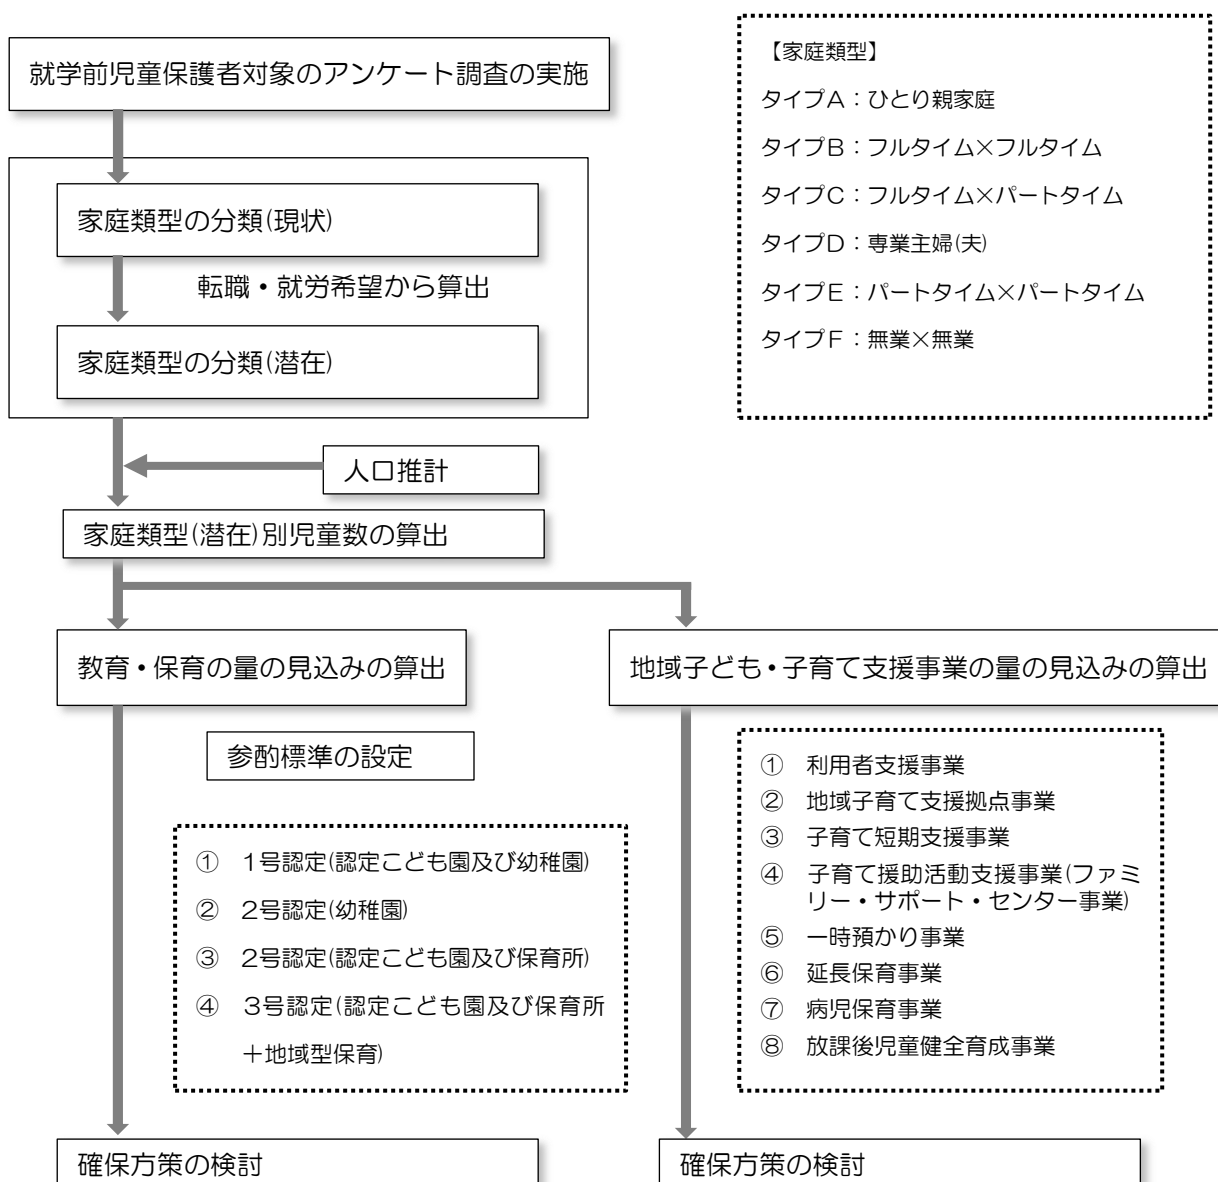 就学前児童保護者対象のアンケート調査の実施
家庭類型の分類(現状)
転職・就労希望から算出
家庭類型の分類(潜在)
【家庭類型】
タイプA：ひとり親家庭
タイプB：フルタイム×フルタイム
タイプC：フルタイム×パートタイム
タイプD：専業主婦(夫)
タイプE：パートタイム×パートタイム
タイプF：無業×無業
人口推計
家庭類型(潜在)別児童数の算出
教育・保育の量の見込みの算出
参酌標準の設定
① 1号認定(認定こども園及び幼稚園)
② 2号認定(幼稚園)
③ 2号認定(認定こども園及び保育所)
④ 3号認定(認定こども園及び保育所
＋地域型保育)
確保方策の検討
地域子ども・子育て支援事業の量の見込みの算出
① 利用者支援事業
② 地域子育て支援拠点事業
③ 子育て短期支援事業
④ 子育て援助活動支援事業(ファミ
リー・サポート・センター事業)
⑤ 一時預かり事業
⑥ 延長保育事業
⑦ 病児保育事業
⑧ 放課後児童健全育成事業
確保方策の検討